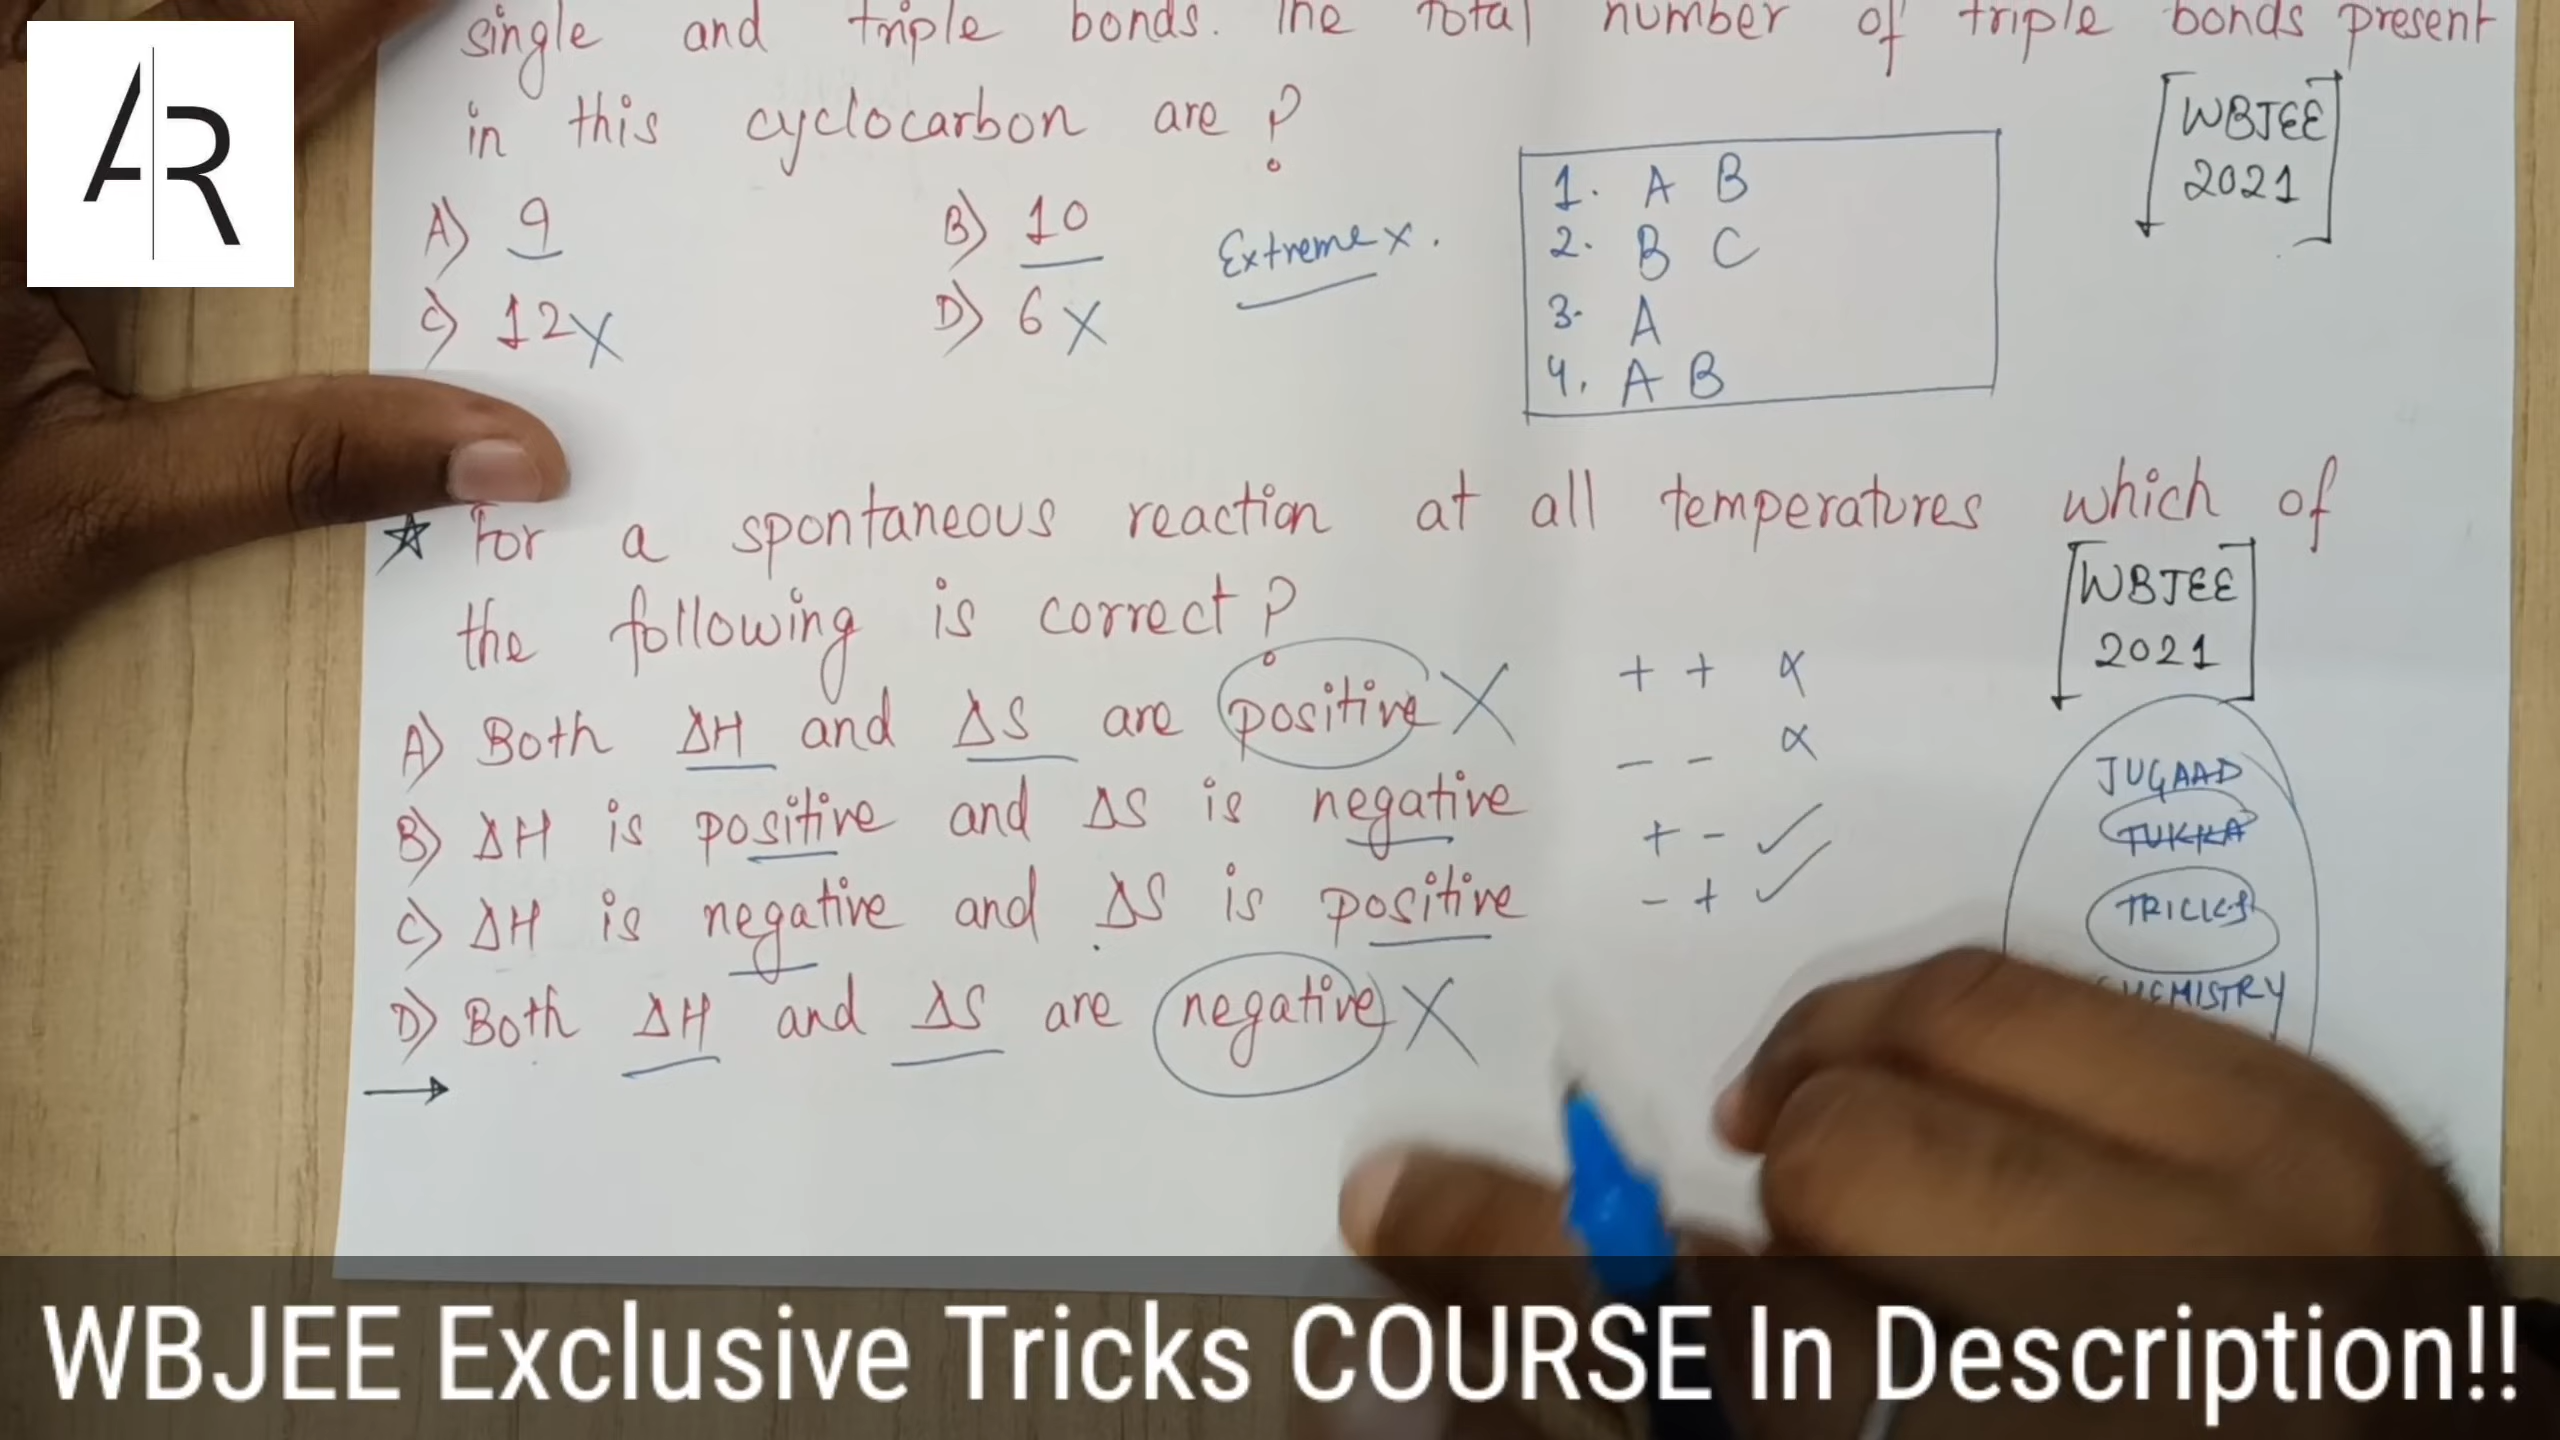 AR
single and triple bonds. The total number of triple bonds present
in this cyclocarbon are ?
[WBJEE
2021]
A) 9 B) 10
C) 12 X D) 6 X
Extreme X.
1. A B
2. B C
3. A
4. A B
☆ For a spontaneous reaction at all temperatures which of
the following is correct ?
[WBJEE
2021]
A) Both ΔH and ΔS are positive X
B) ΔH is positive and ΔS is negative
C) ΔH is negative and ΔS is positive
D) Both ΔH and ΔS are negative X
→
+ + X
- - X
+ - ✓
- + ✓
JUGAAD
TUKKA
TRICKS
WBJEE Exclusive Tricks COURSE In Description!!